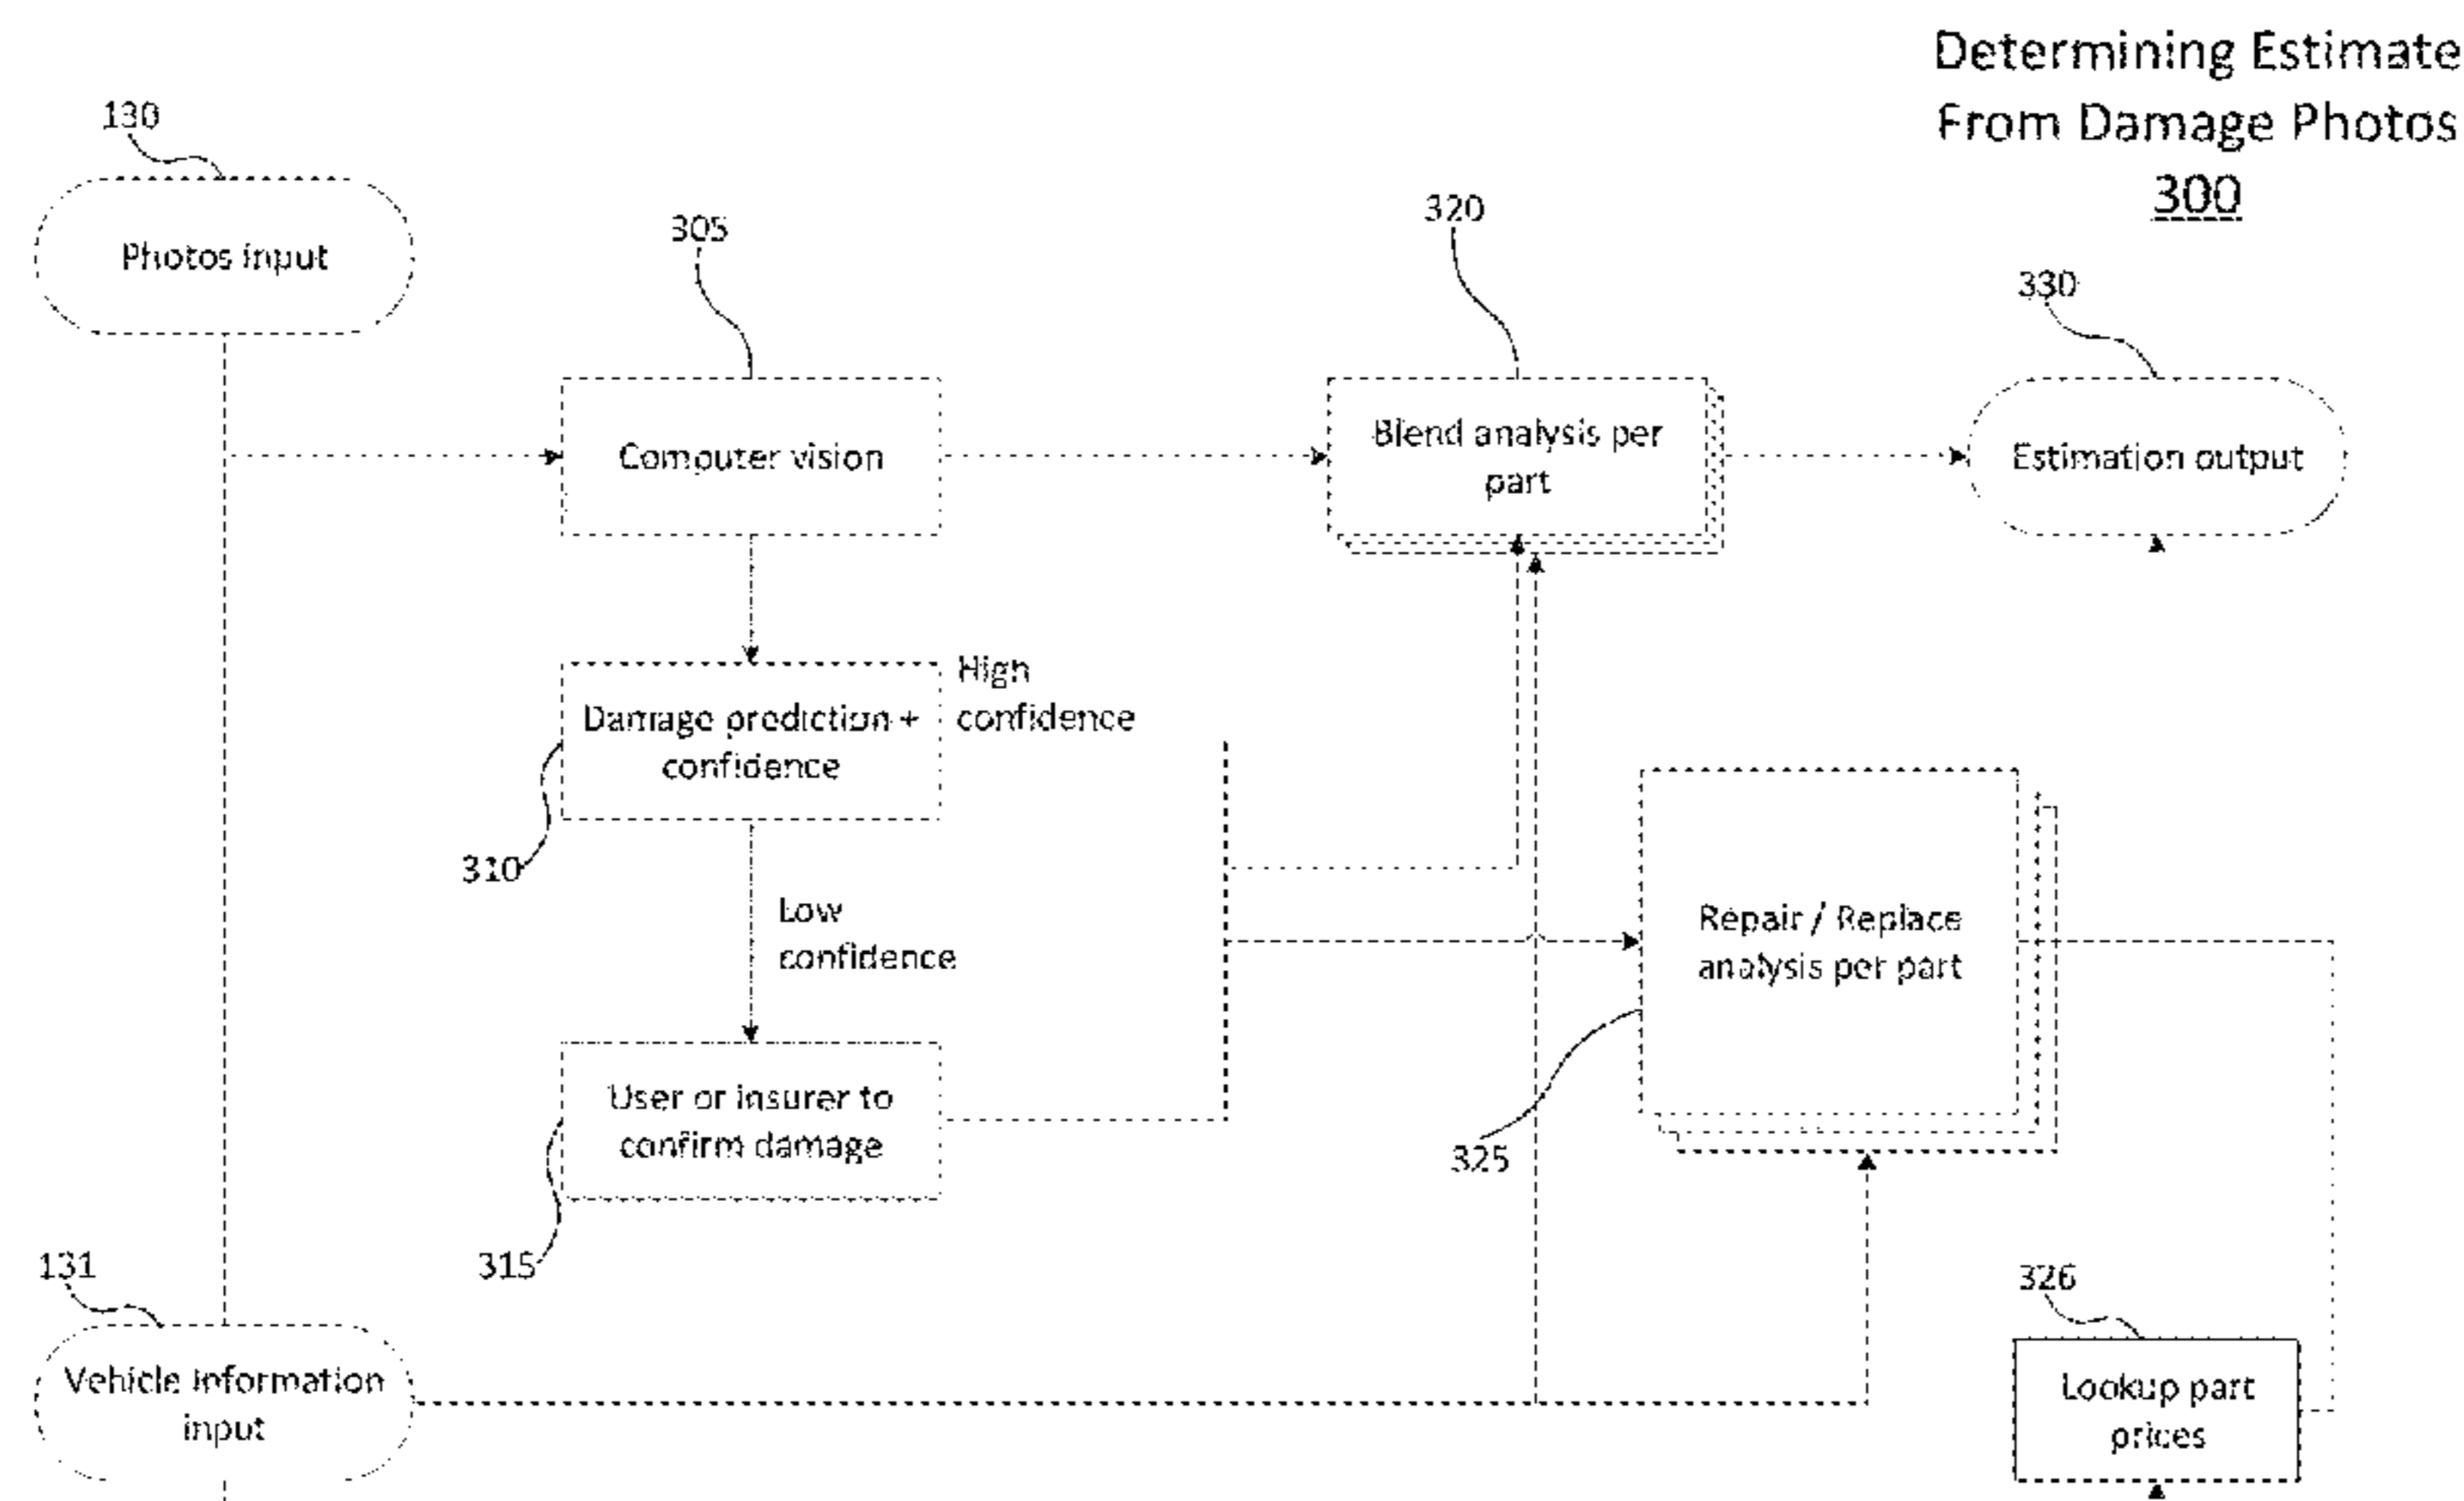 Determining Estimate
From Damage Photos
300
130
Photos input
305
Computer vision
320
Blend analysis per
part
330
Estimation output
Damage prediction +
confidence
High
confidence
310
Low
confidence
User or insurer to
confirm damage
315
Repair / Replace
analysis per part
325
131
Vehicle information
input
326
Lookup part
prices